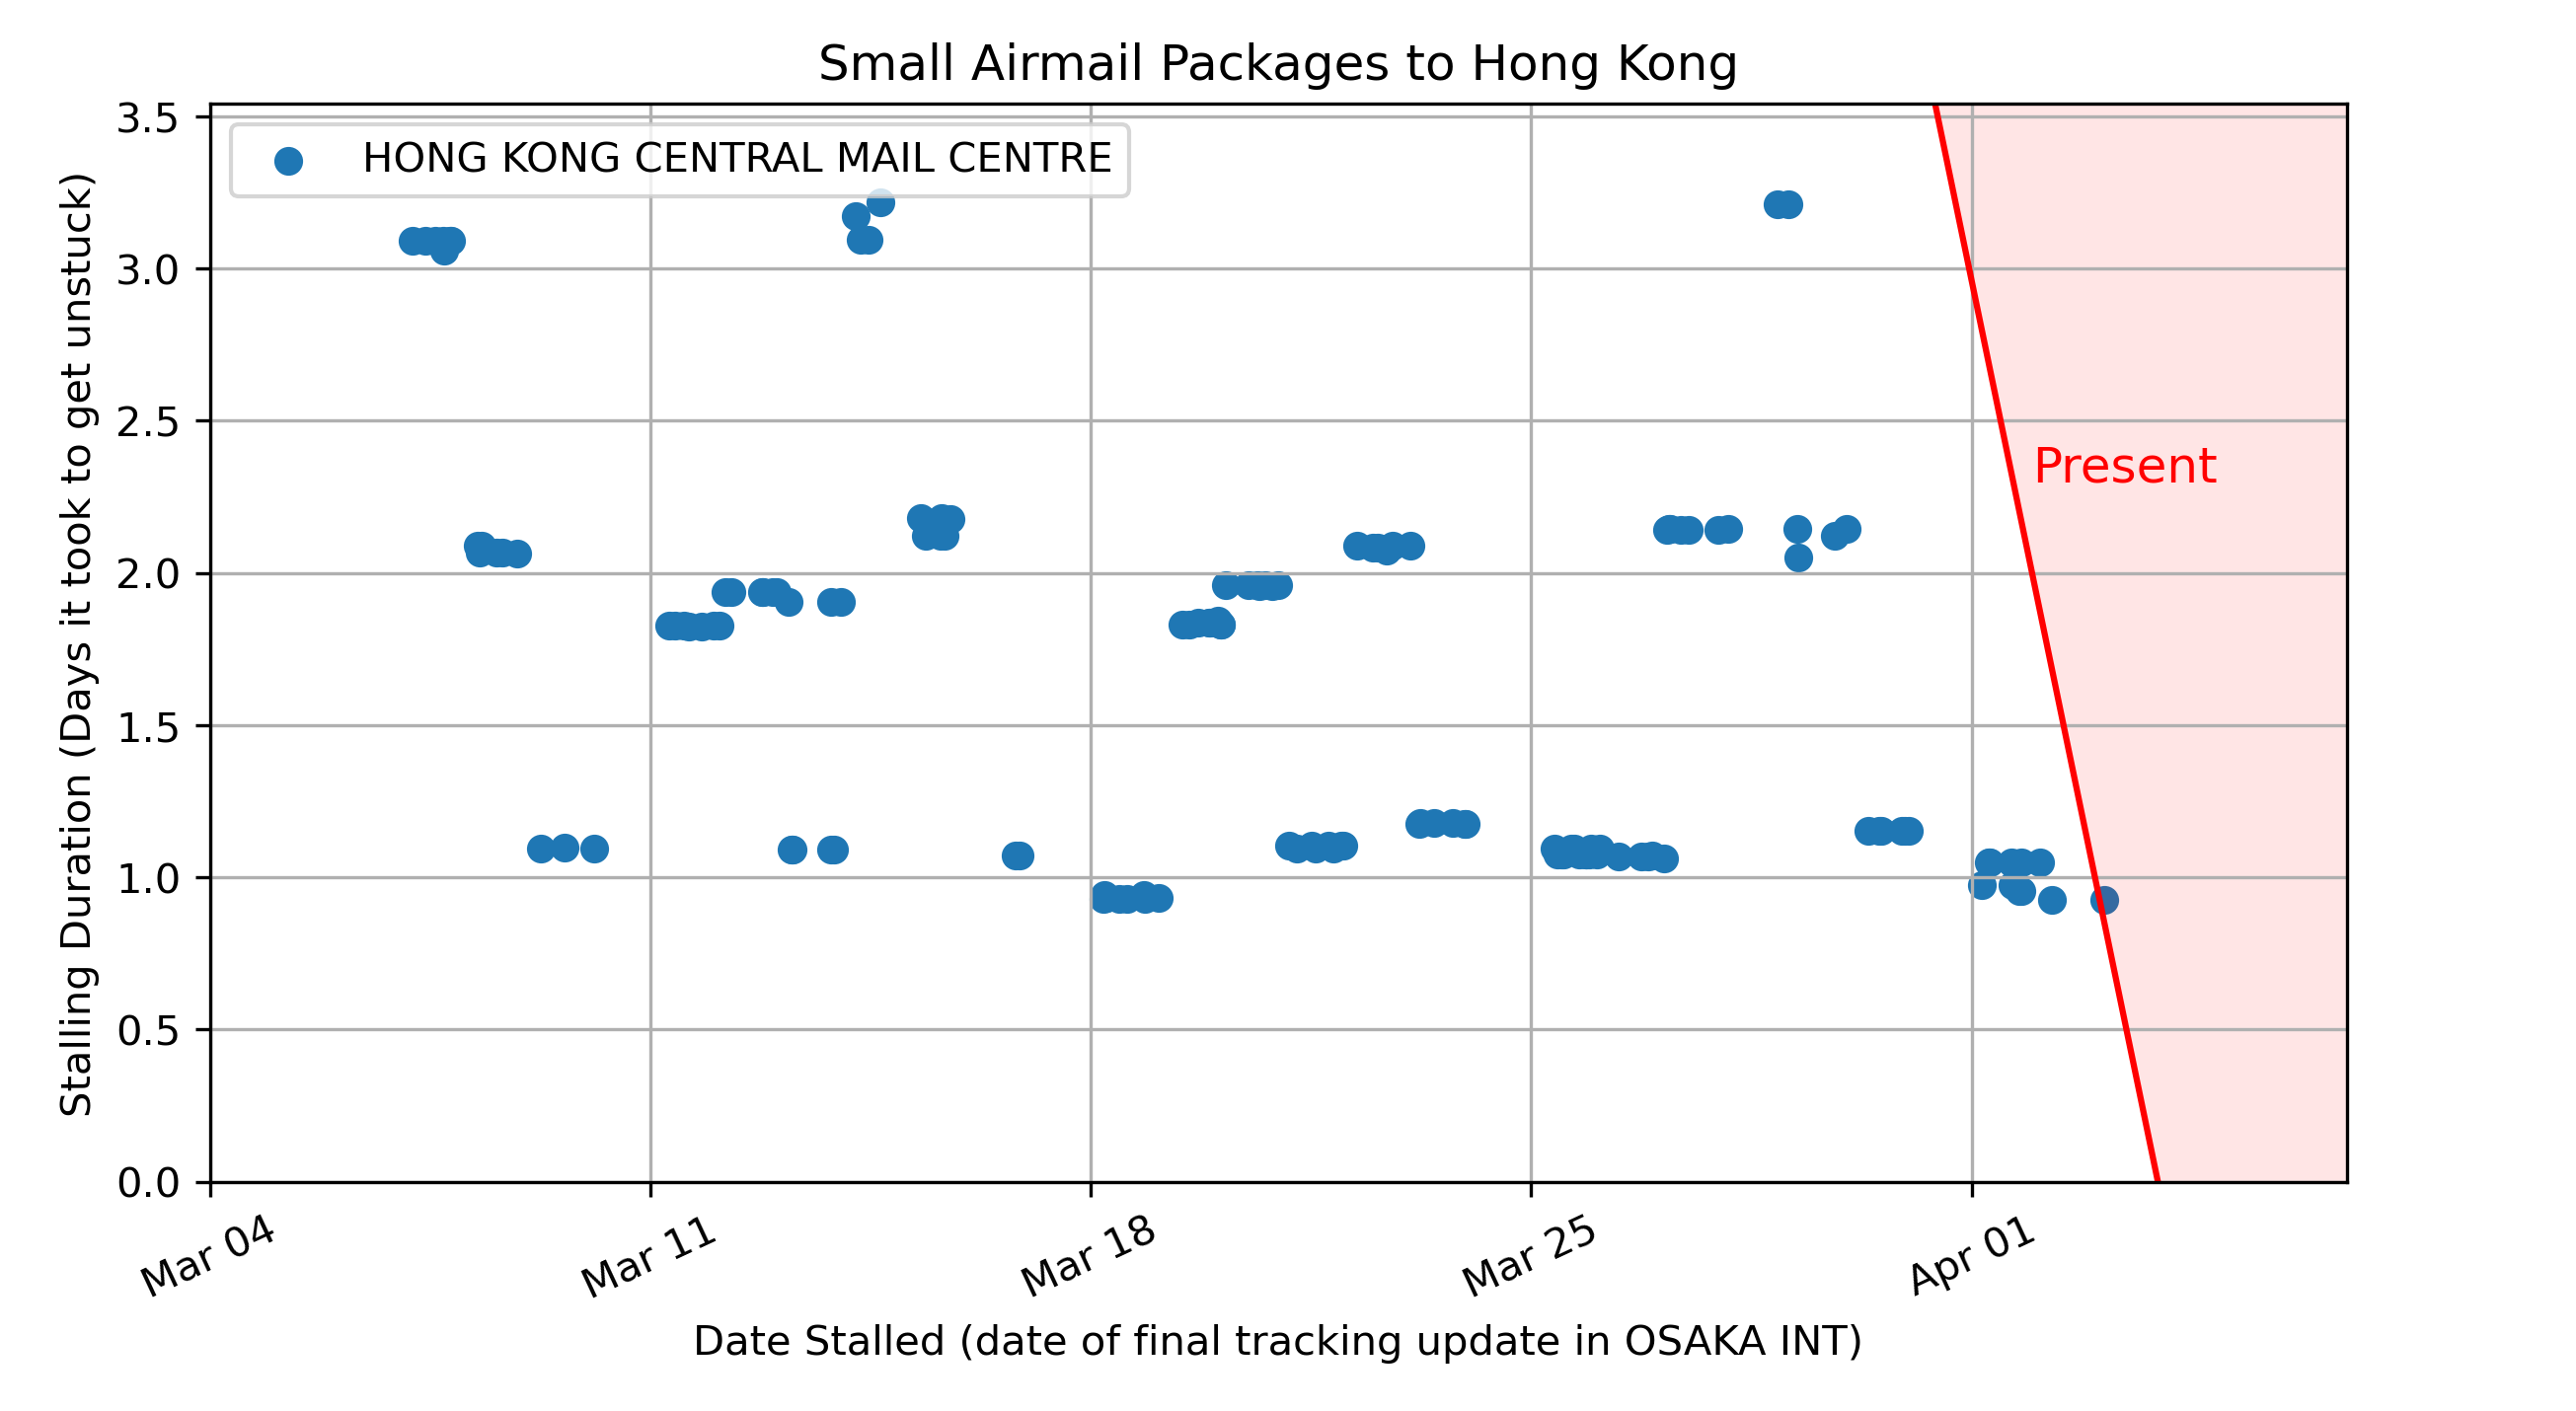 Small Airmail Packages to Hong Kong
HONG KONG CENTRAL MAIL CENTRE
Stalling Duration (Days it took to get unstuck)
3.5
3.0
2.5
2.0
1.5
1.0
0.5
0.0
Present
Mar 04
Mar 11
Mar 18
Mar 25
Apr 01
Date Stalled (date of final tracking update in OSAKA INT)